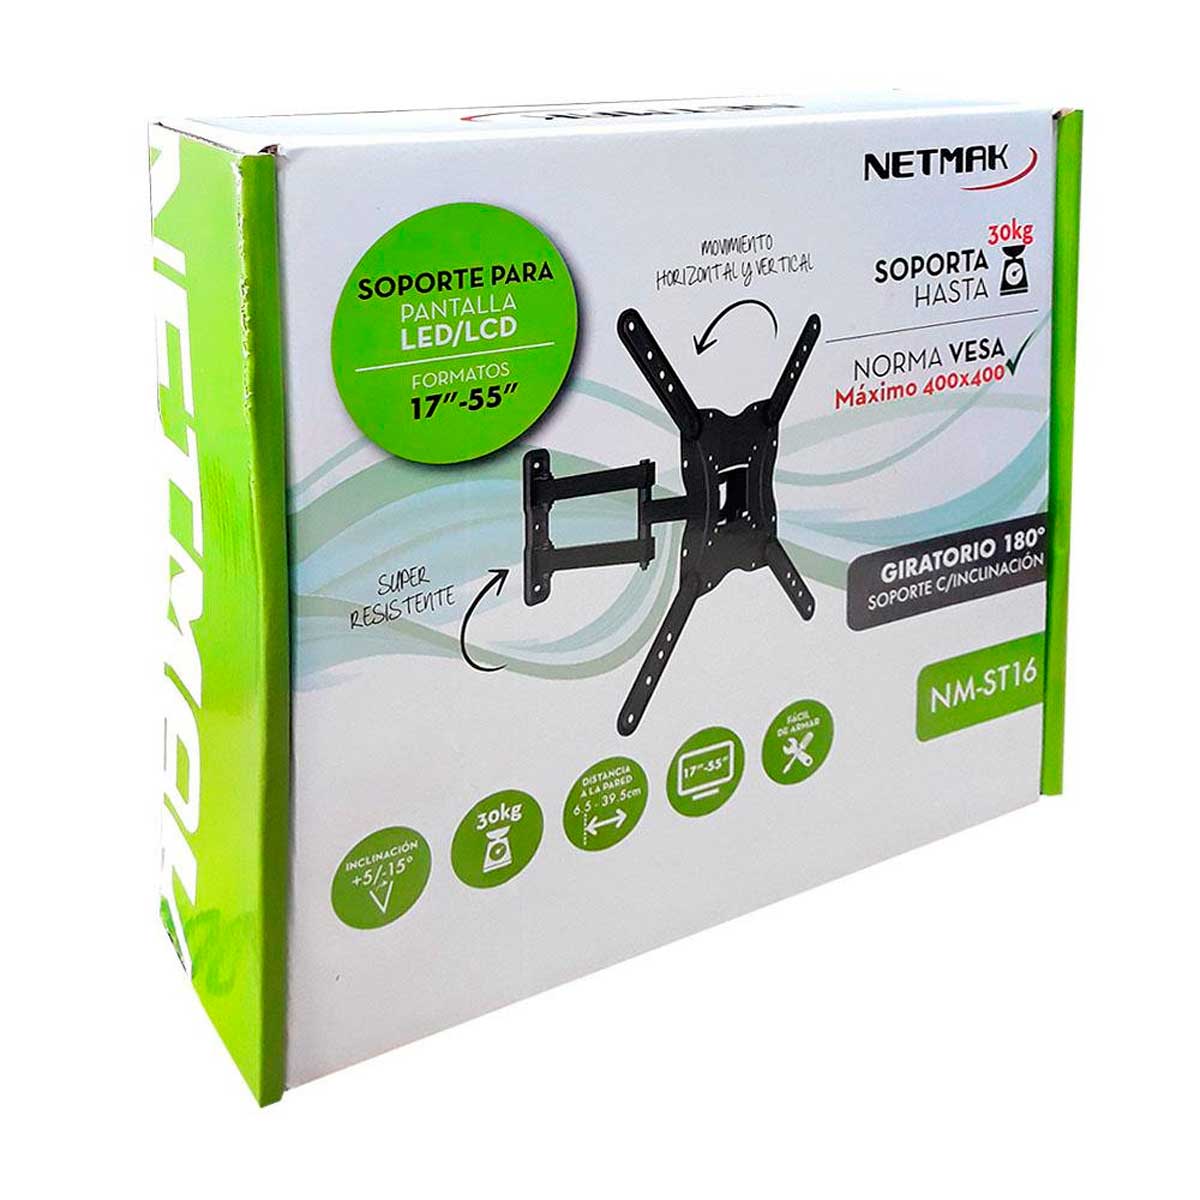 NETMAK
NETMAK
SOPORTE PARA
PANTALLA
LED/LCD
FORMATOS
17"-55"
MOVIMIENTO
HORIZONTAL y VERTICAL
30kg
SOPORTA
HASTA
NORMA VESA
Máximo 400x400
SUPER
RESISTENTE
GIRATORIO 180°
SOPORTE C/INCLINACIÓN
NM-ST16
INCLINACIÓN
+5/-15°
30kg
DISTANCIA
A LA PARED
6.5 - 39.5cm
17"-55"
FÁCIL
DE ARMAR